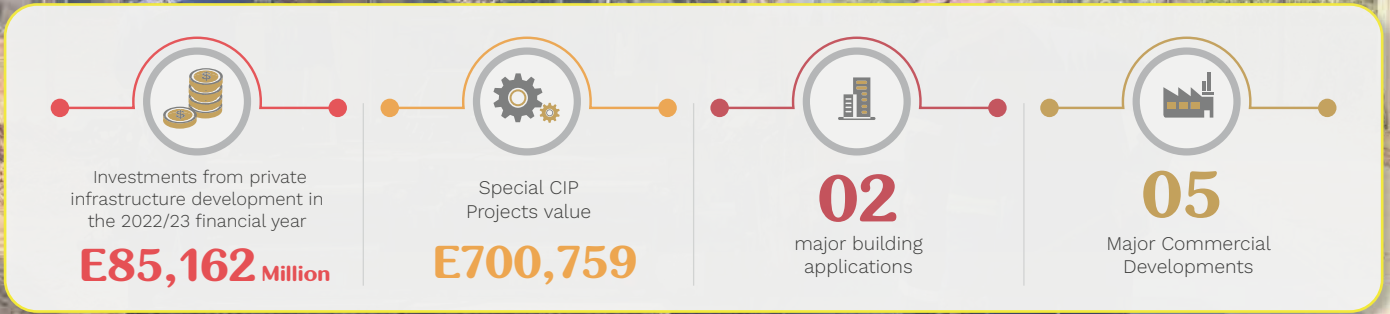 Investments from private
infrastructure development in
the 2022/23 financial year
E85,162 Million
Special CIP
Projects value
E700,759
02
major building
applications
05
Major Commercial
Developments